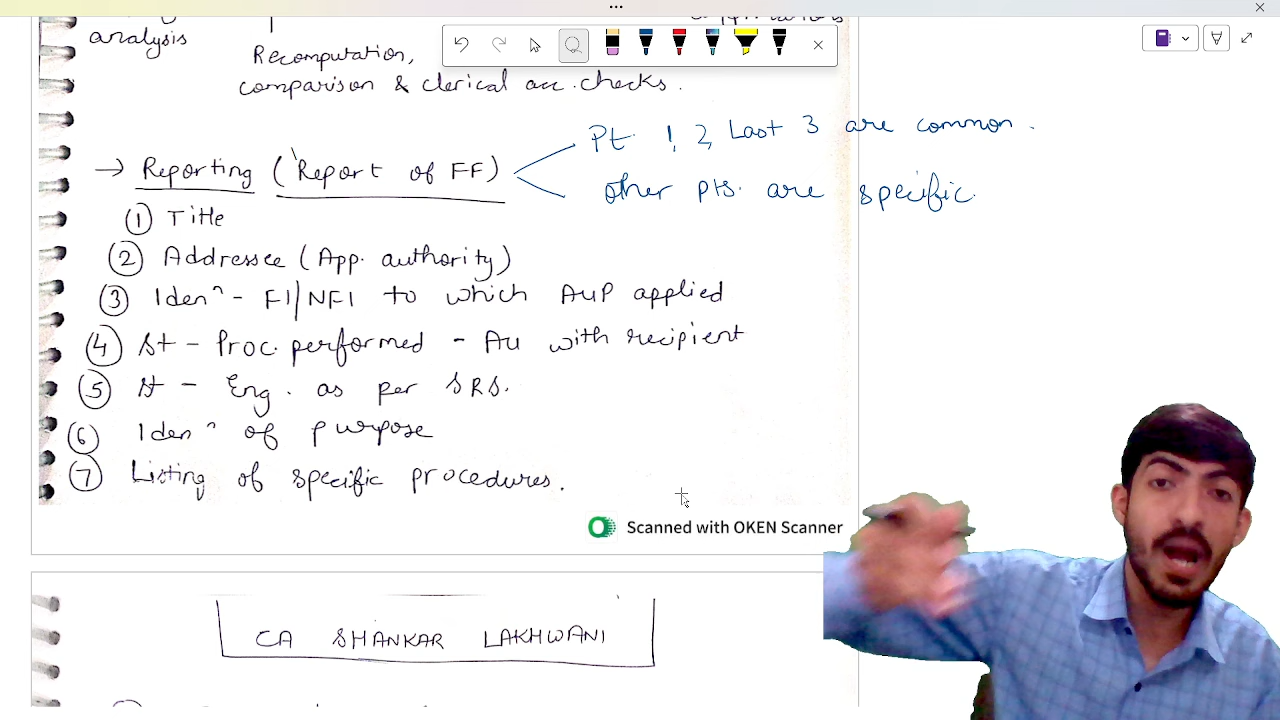 analysis
Recomputation,
comparison & clerical acc. checks.
Pt. 1, 2, Last 3 are common.
→ Reporting (Report of FF)
other pts. are specific.
① Title
② Addressee (App. authority)
③ Idenⁿ - FI/NFI to which AUP applied
④ St - Proc. performed - Au with recipient
⑤ St - Eng. as per SRS.
⑥ Idenⁿ of purpose
⑦ Listing of specific procedures.
Scanned with OKEN Scanner
CA SHANKAR LAKHWANI